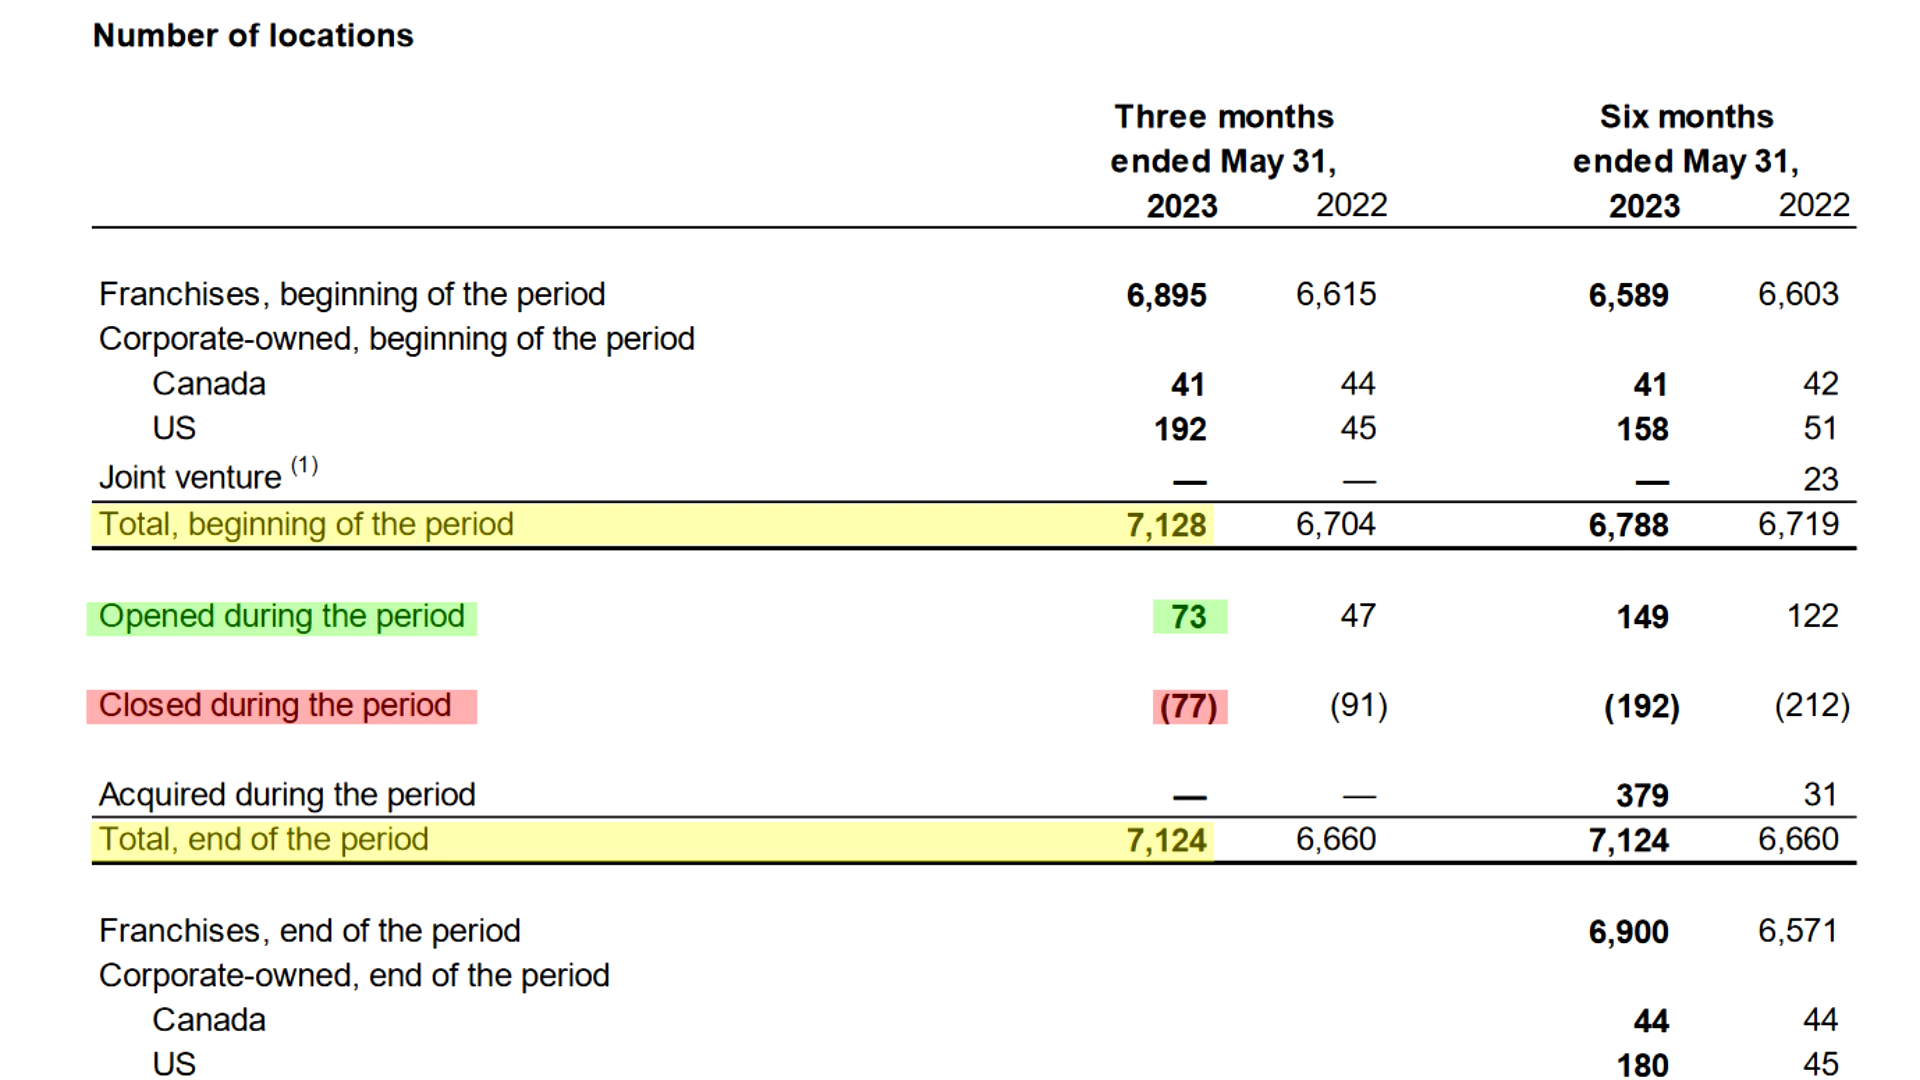 Number of locations
Three months Six months
ended May 31, ended May 31,
2023 2022 2023 2022
Franchises, beginning of the period 6,895 6,615 6,589 6,603
Corporate-owned, beginning of the period
Canada 41 44 41 42
US 192 45 158 51
Joint venture (1) — — — 23
Total, beginning of the period 7,128 6,704 6,788 6,719
Opened during the period 73 47 149 122
Closed during the period (77) (91) (192) (212)
Acquired during the period — — 379 31
Total, end of the period 7,124 6,660 7,124 6,660
Franchises, end of the period 6,900 6,571
Corporate-owned, end of the period
Canada 44 44
US 180 45